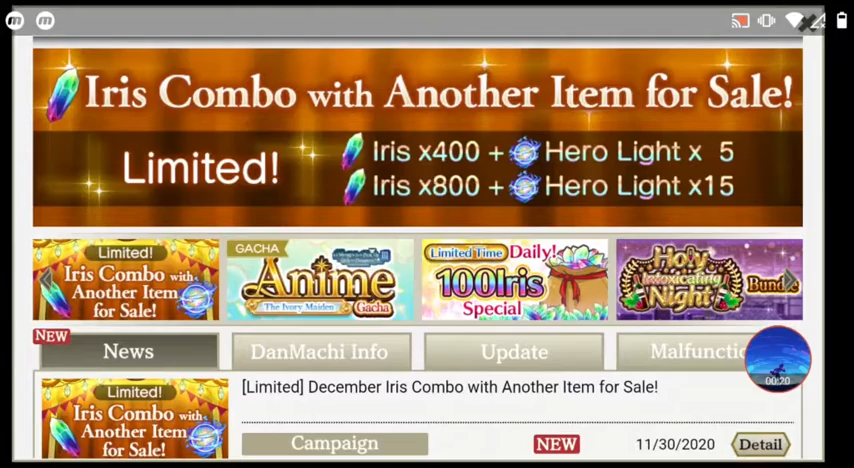 Iris Combo with Another Item for Sale!
Limited!
Iris x400 + Hero Light x 5
Iris x800 + Hero Light x15
Limited!
Iris Combo with
Another Item
for Sale!
GACHA
Anime
The Ivory Maiden
Gacha
Limited Time Daily!
100Iris
Special
Holy
Intoxicating
Night
Bundle
NEW
News
DanMachi Info
Update
Malfunctio
00:20
Limited!
Iris Combo with
Another Item
for Sale!
[Limited] December Iris Combo with Another Item for Sale!
Campaign
NEW
11/30/2020
Detail